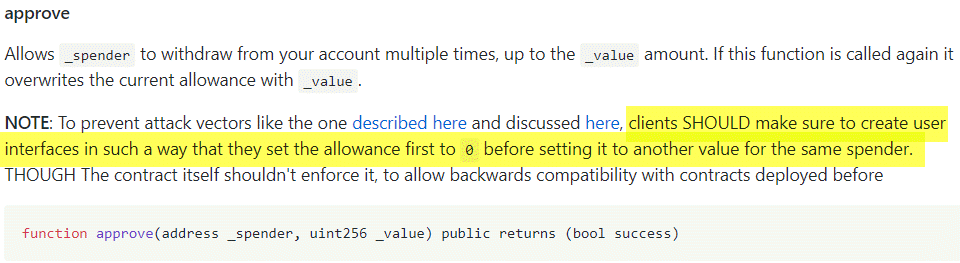 approve
Allows _spender to withdraw from your account multiple times, up to the _value amount. If this function is called again it
overwrites the current allowance with _value.
NOTE: To prevent attack vectors like the one described here and discussed here, clients SHOULD make sure to create user
interfaces in such a way that they set the allowance first to 0 before setting it to another value for the same spender.
THOUGH The contract itself shouldn't enforce it, to allow backwards compatibility with contracts deployed before
function approve(address _spender, uint256 _value) public returns (bool success)